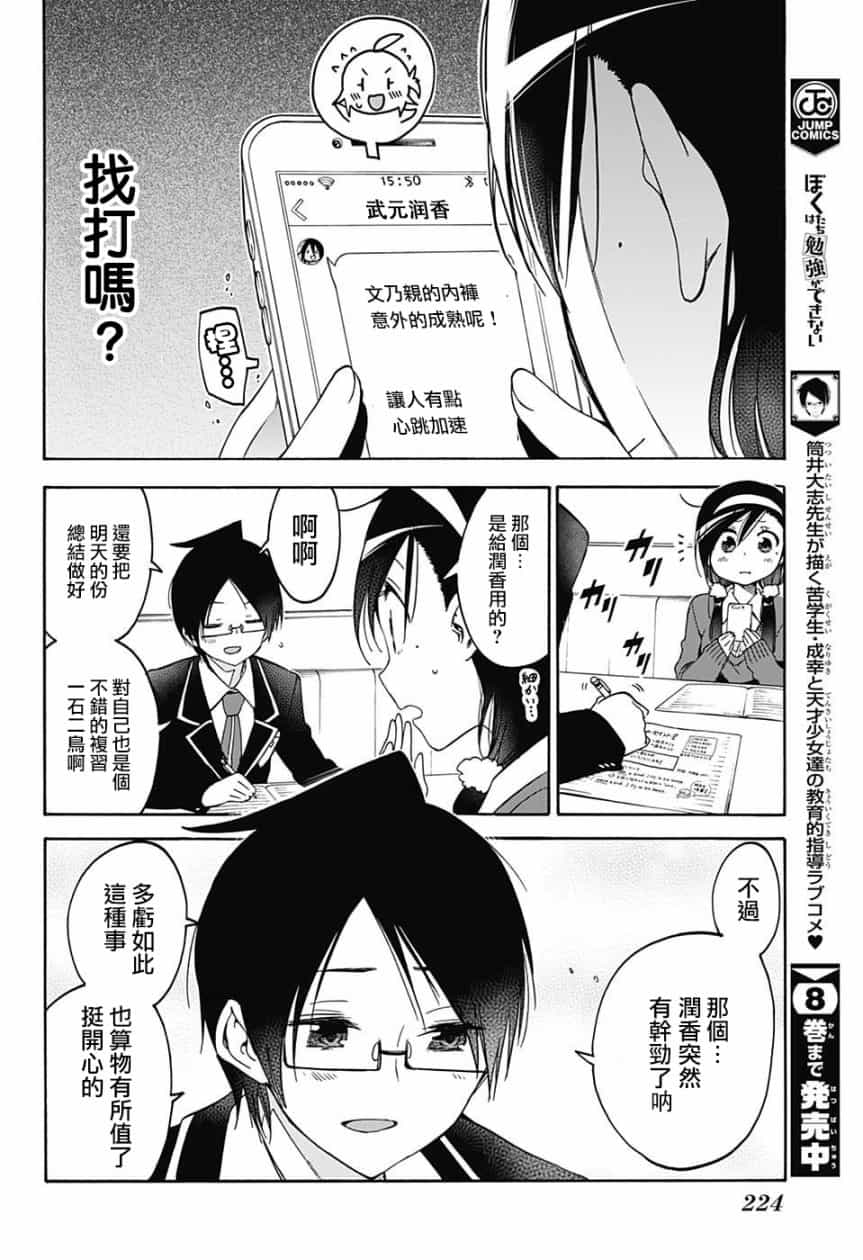 15:50
武元润香
文乃親的內褲
意外的成熟呢！
讓人有點
心跳加速
捏…
找打嗎？
那個…
是給潤香用的？
細かい…
啊啊
還要把
明天的份
總結做好
對自己也是個
不錯的複習
一石二鳥啊
不過
那個…
潤香突然
有幹勁了呐
多虧如此
這種事
也算物有所值了
挺開心的
224
JUMP
COMICS
ぼくたちは勉強ができない
筒井大志先生が描く苦学生・成幸と天才少女達の教育的指導ラブコメ♥
8巻まで発売中